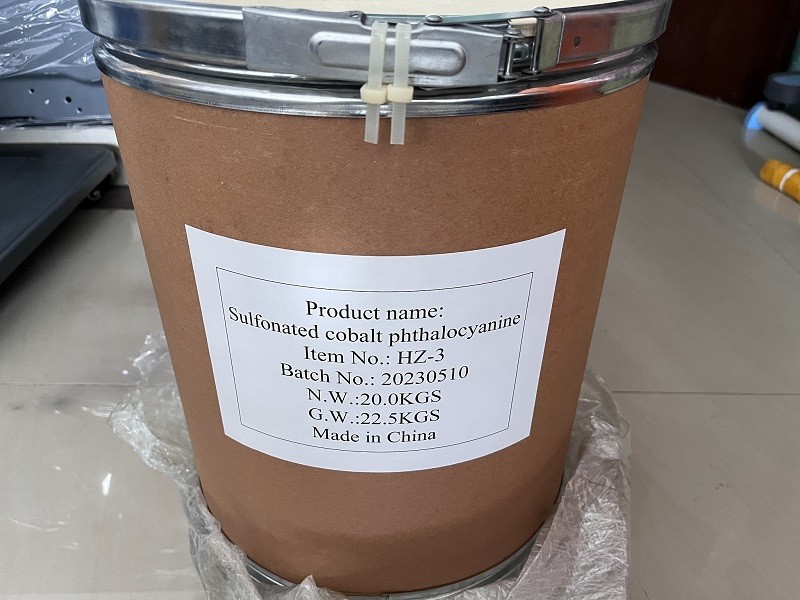 Product name:
Sulfonated cobalt phthalocyanine
Item No.: HZ-3
Batch No.: 20230510
N.W.:20.0KGS
G.W.:22.5KGS
Made in China